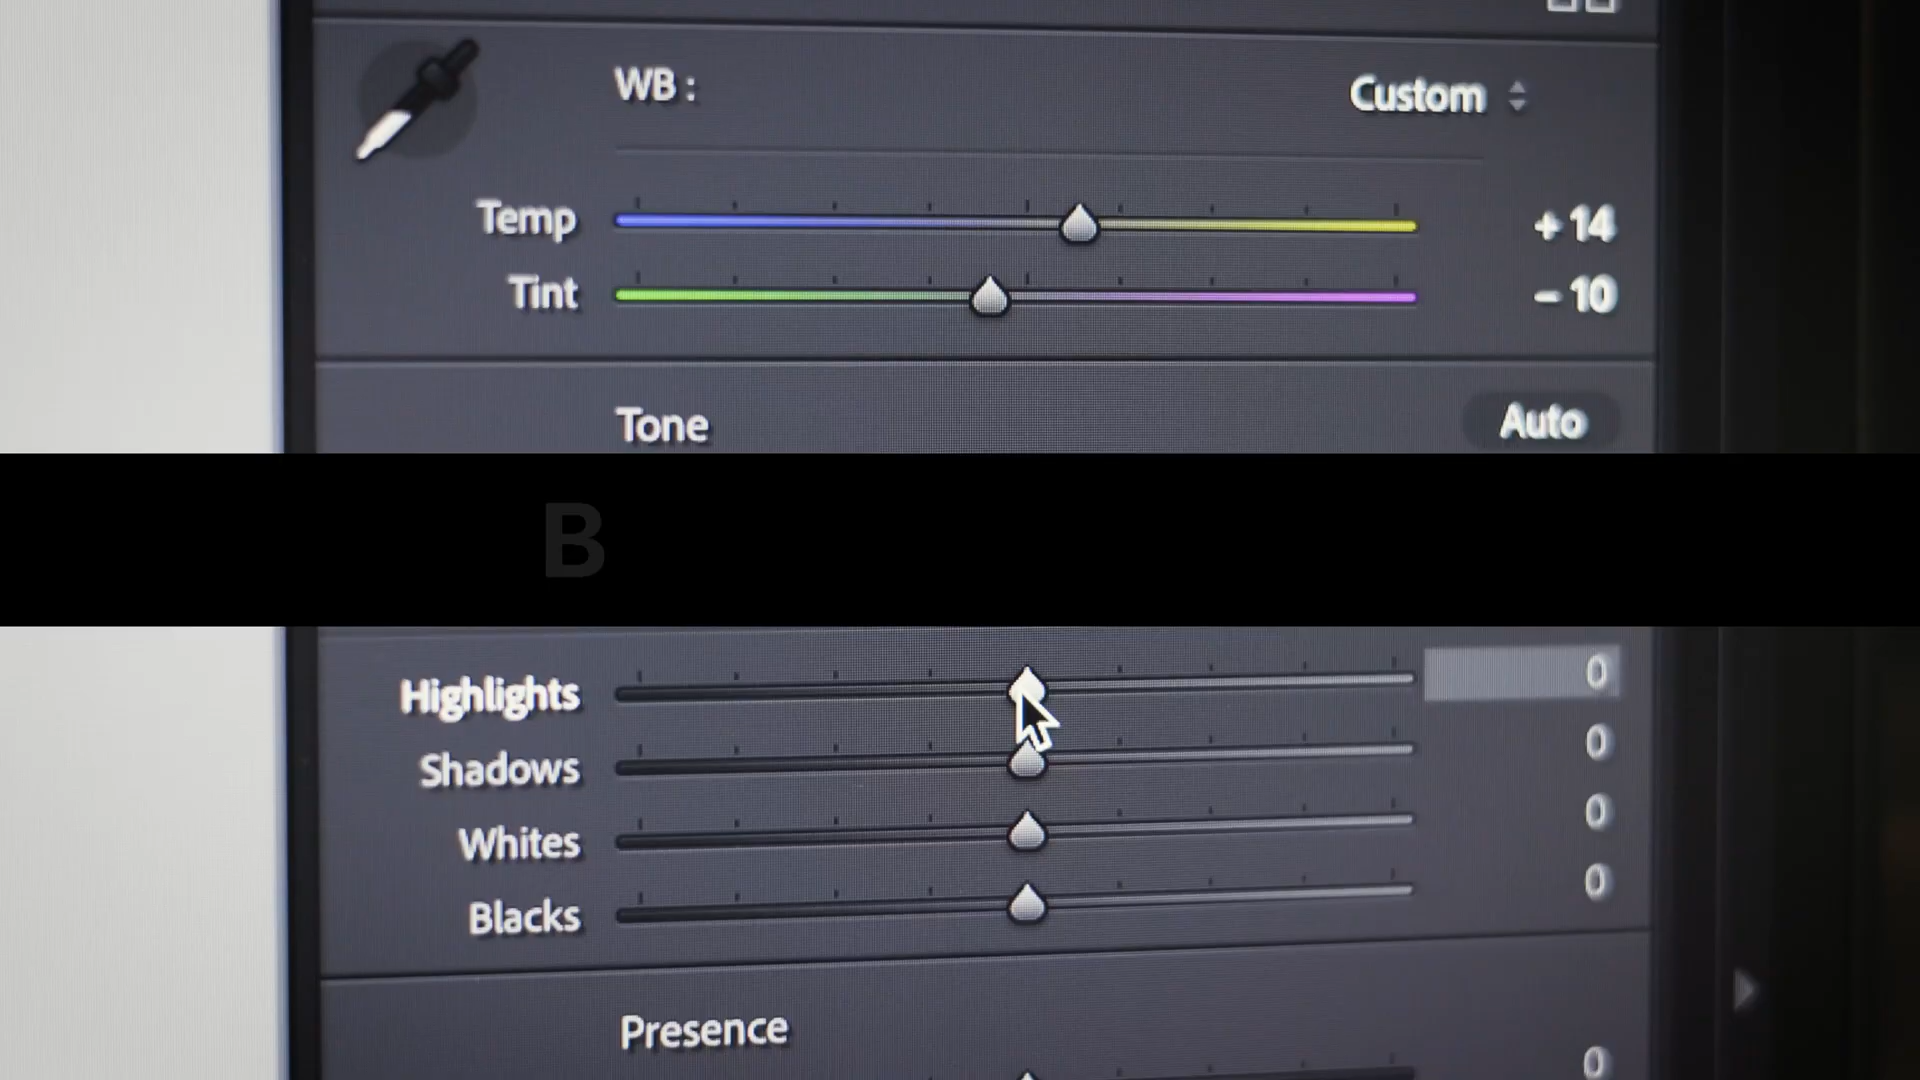 WB : Custom
Temp + 14
Tint – 10
Tone Auto
B
Highlights 0
Shadows 0
Whites 0
Blacks 0
Presence
0